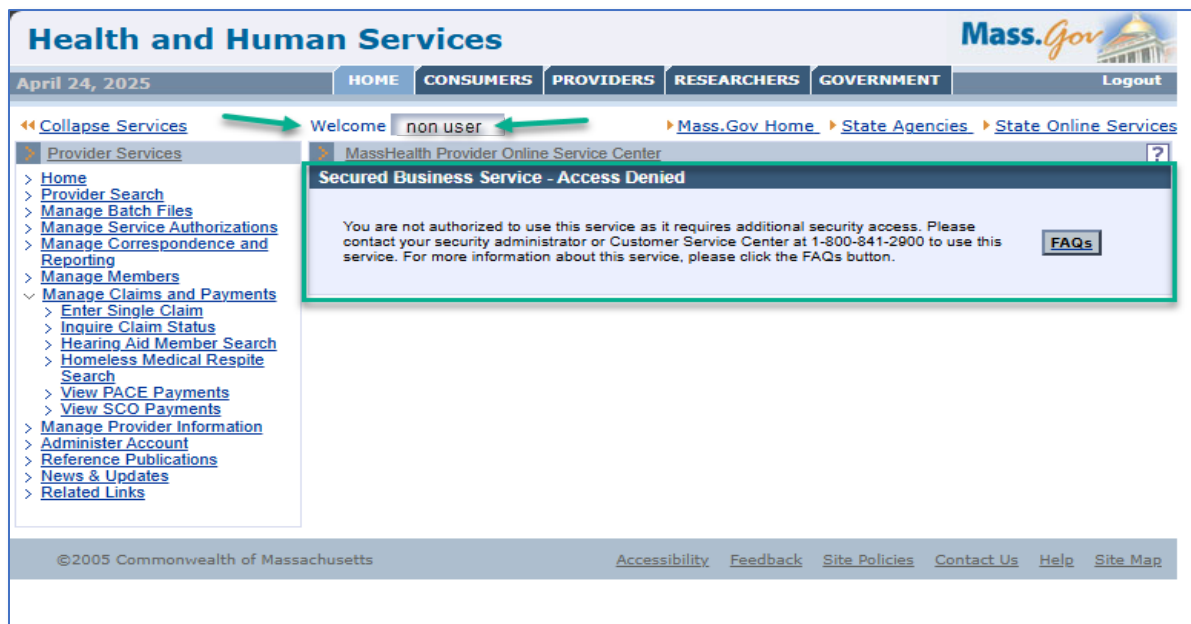 Health and Human Services
Mass.Gov
April 24, 2025
HOME CONSUMERS PROVIDERS RESEARCHERS GOVERNMENT
Logout
Collapse Services
Welcome non user
Mass.Gov Home State Agencies State Online Services
Provider Services
Home
Provider Search
Manage Batch Files
Manage Service Authorizations
Manage Correspondence and
Reporting
Manage Members
Manage Claims and Payments
Enter Single Claim
Inquire Claim Status
Hearing Aid Member Search
Homeless Medical Respite
Search
View PACE Payments
View SCO Payments
Manage Provider Information
Administer Account
Reference Publications
News & Updates
Related Links
MassHealth Provider Online Service Center
?
Secured Business Service - Access Denied
You are not authorized to use this service as it requires additional security access. Please
contact your security administrator or Customer Service Center at 1-800-841-2900 to use this
service. For more information about this service, please click the FAQs button.
FAQs
©2005 Commonwealth of Massachusetts
Accessibility Feedback Site Policies Contact Us Help Site Map